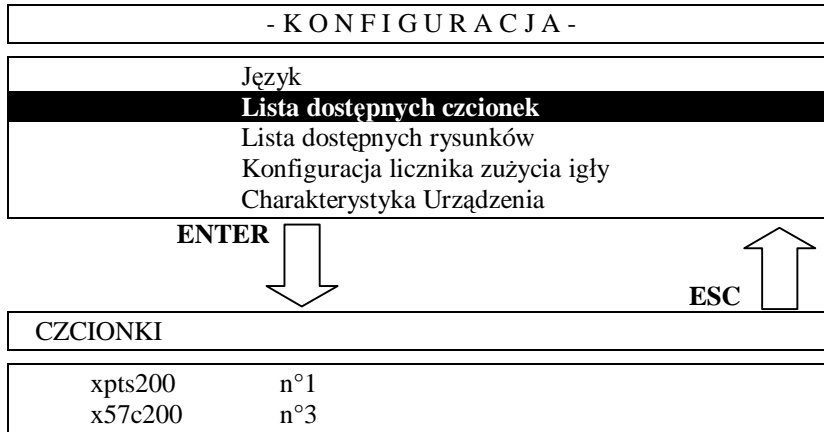 - K O N F I G U R A C J A -
Język
Lista dostępnych czcionek
Lista dostępnych rysunków
Konfiguracja licznika zużycia igły
Charakterystyka Urządzenia
ENTER
ESC
CZCIONKI
xpts200 n°1
x57c200 n°3